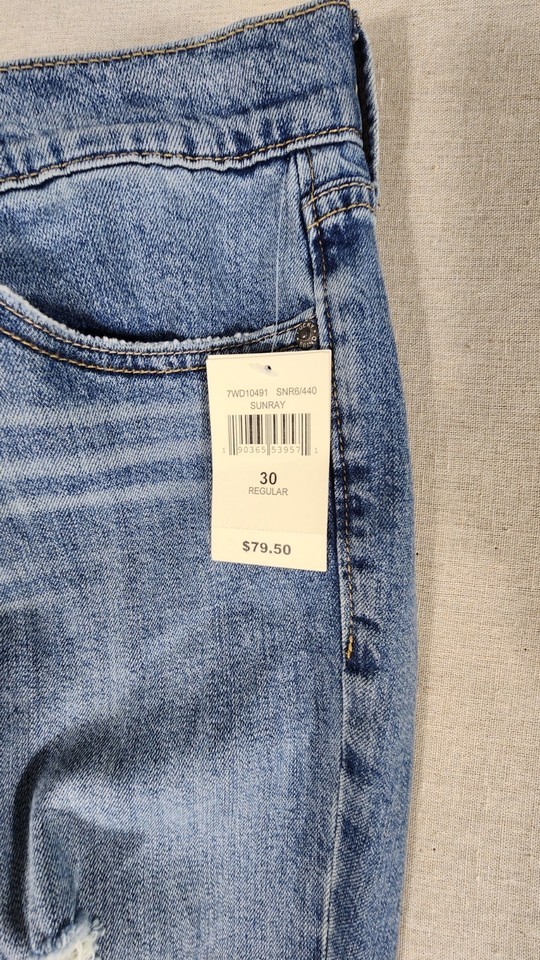 7WD10491 SNR6/440
SUNRAY
1 90365 53957 1
30
REGULAR
$79.50